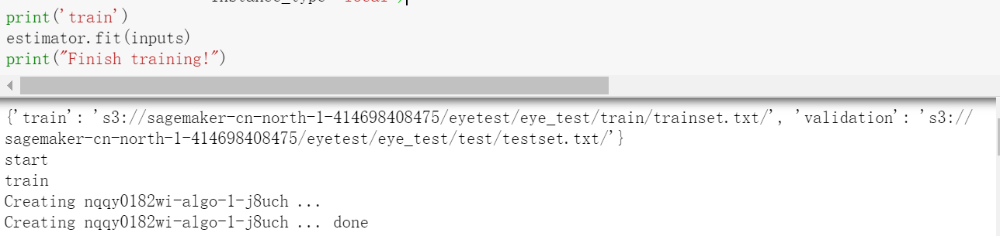 instance_type='local')
print('train')
estimator.fit(inputs)
print("Finish training!")
{'train': 's3://sagemaker-cn-north-1-414698408475/eyetest/eye_test/train/trainset.txt/', 'validation': 's3://
sagemaker-cn-north-1-414698408475/eyetest/eye_test/test/testset.txt/'}
start
train
Creating nqqy0182wi-algo-1-j8uch ...
Creating nqqy0182wi-algo-1-j8uch ... done